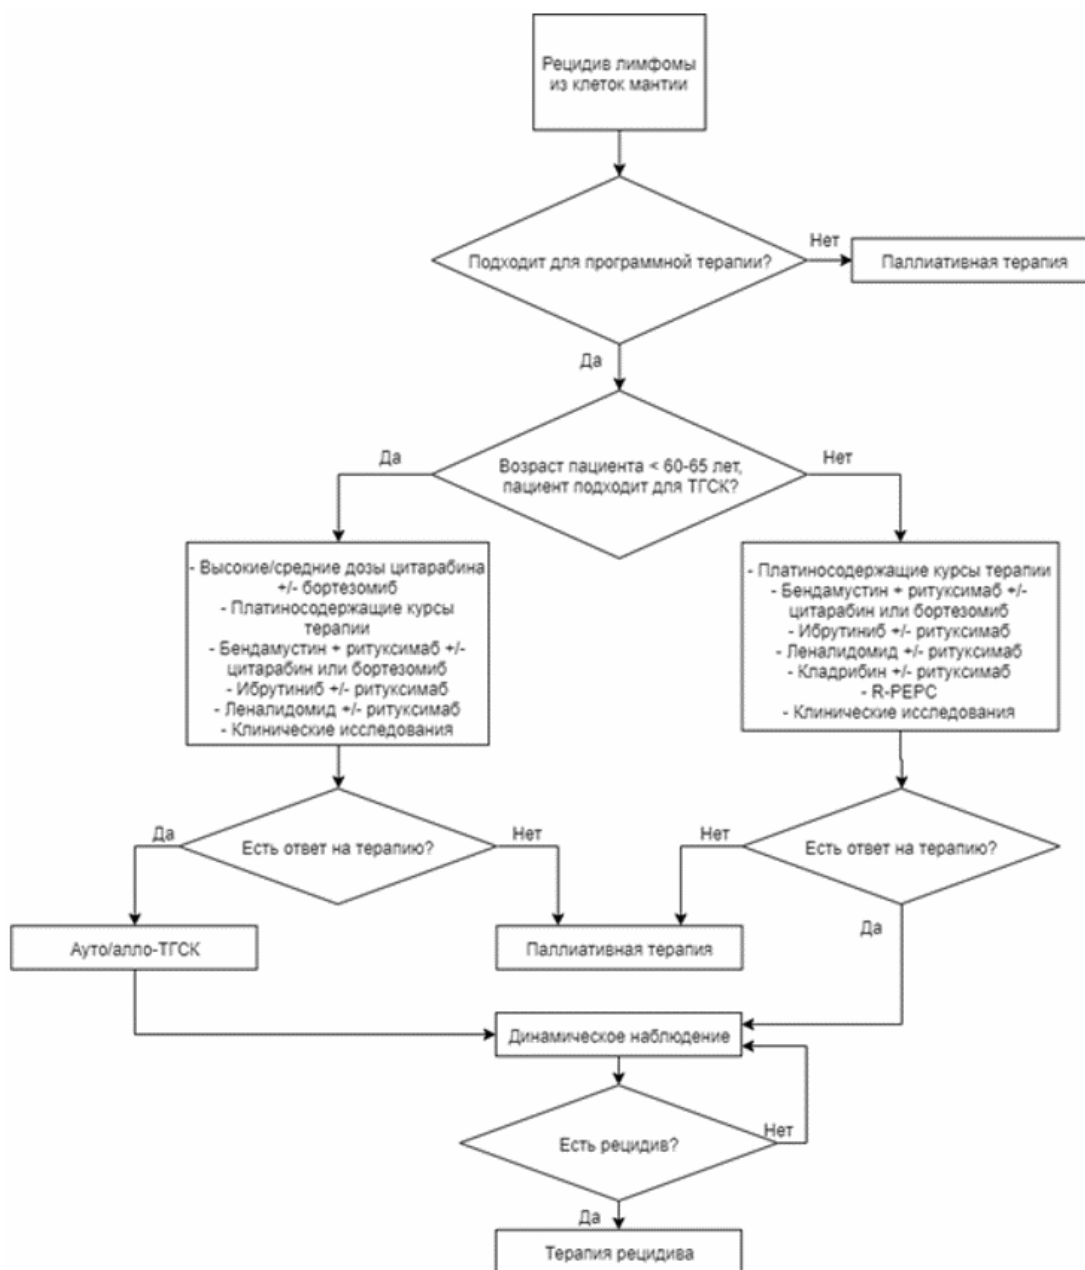 Рецидив лимфомы
из клеток мантии
Подходит для программной терапии?
Нет
Паллиативная терапия
Да
Возраст пациента < 60-65 лет,
пациент подходит для ТГСК?
Да
Нет
- Высокие/средние дозы цитарабина
+/- бортезомиб
- Платиносодержащие курсы
терапии
- Бендамустин + ритуксимаб +/-
цитарабин или бортезомиб
- Ибрутиниб +/- ритуксимаб
- Леналидомид +/- ритуксимаб
- Клинические исследования
- Платиносодержащие курсы терапии
- Бендамустин + ритуксимаб +/-
цитарабин или бортезомиб
- Ибрутиниб +/- ритуксимаб
- Леналидомид +/- ритуксимаб
- Кладрибин +/- ритуксимаб
- R-PEPC
- Клинические исследования
Да
Есть ответ на терапию?
Нет
Нет
Есть ответ на терапию?
Да
Ауто/алло-ТГСК
Паллиативная терапия
Динамическое наблюдение
Есть рецидив?
Нет
Да
Терапия рецидива